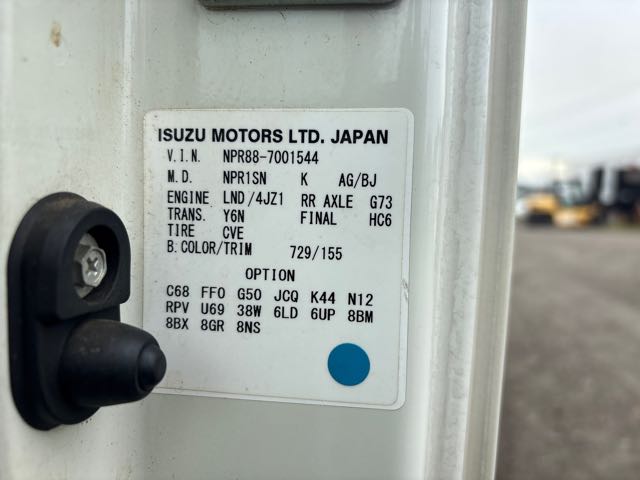 ISUZU MOTORS LTD. JAPAN
V.I.N. NPR88-7001544
M.D. NPR1SN K AG/BJ
ENGINE LND/4JZ1 RR AXLE G73
TRANS. Y6N FINAL HC6
TIRE CVE
B.COLOR/TRIM 729/155
OPTION
C68 FF0 G50 JCQ K44 N12
RPV U69 38W 6LD 6UP 8BM
8BX 8GR 8NS